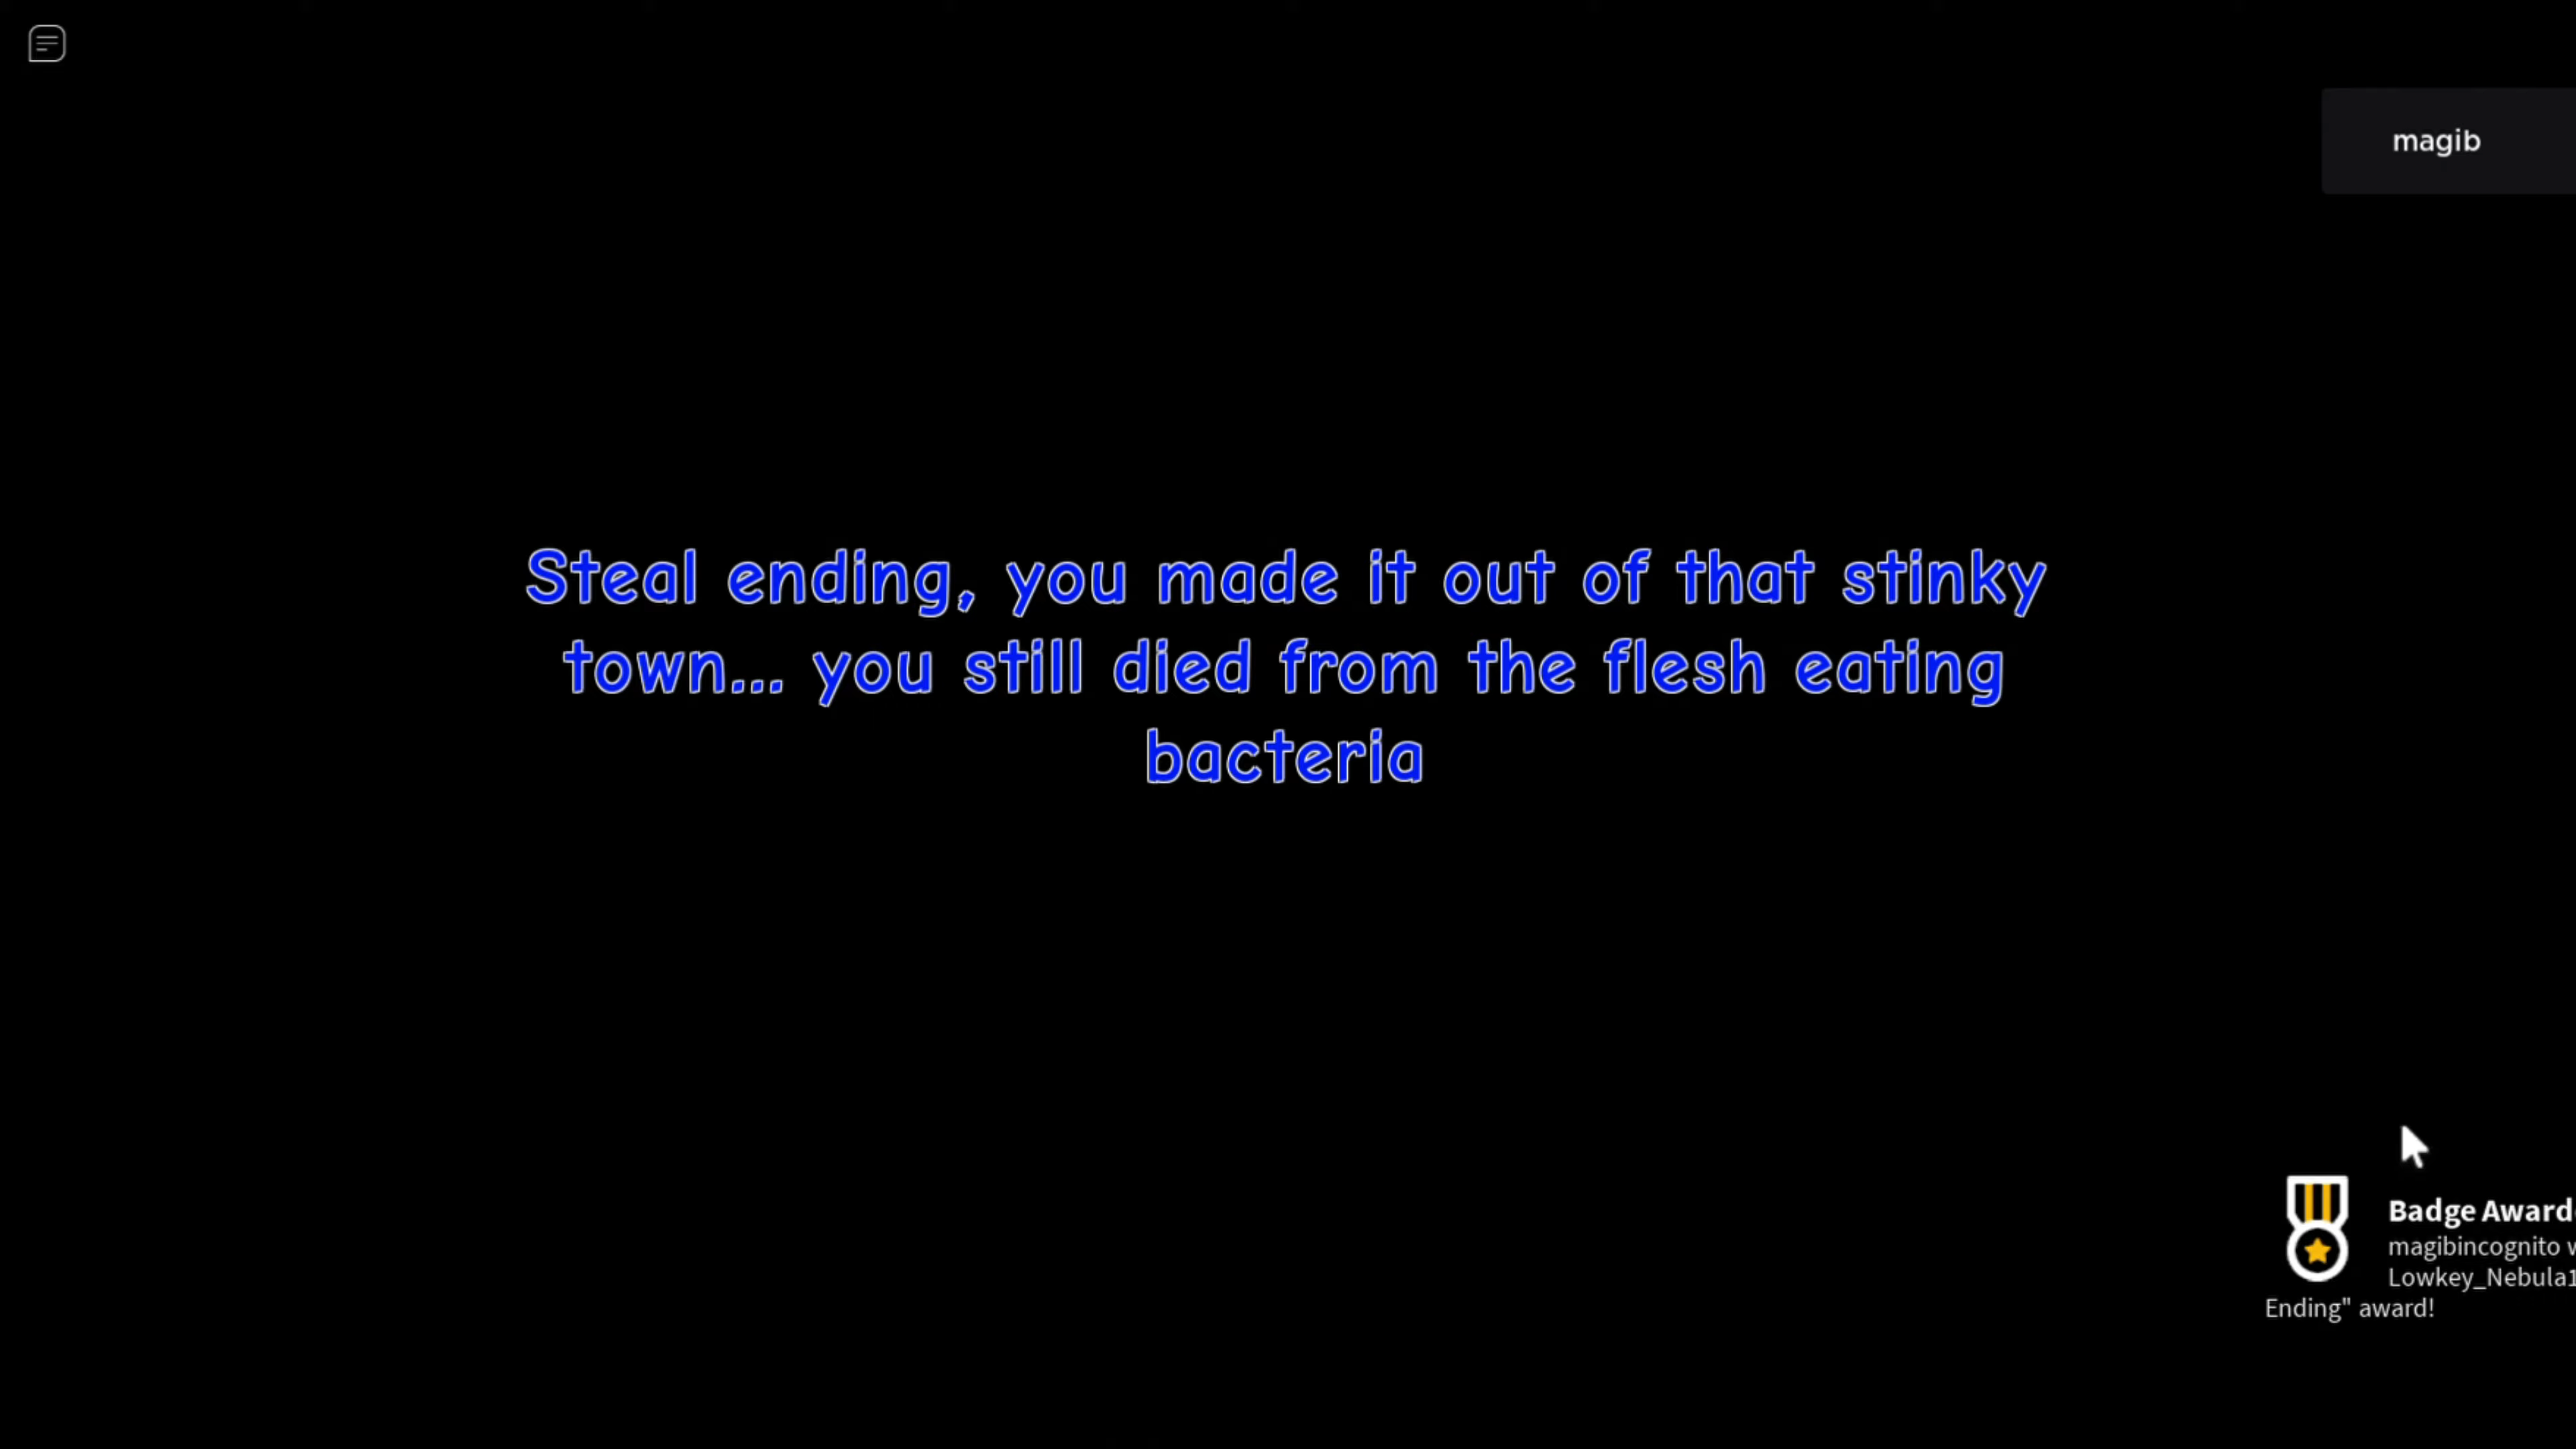 magib
Steal ending, you made it out of that stinky
town... you still died from the flesh eating
bacteria
Badge Award
magibincognito
Lowkey_Nebula1
Ending" award!